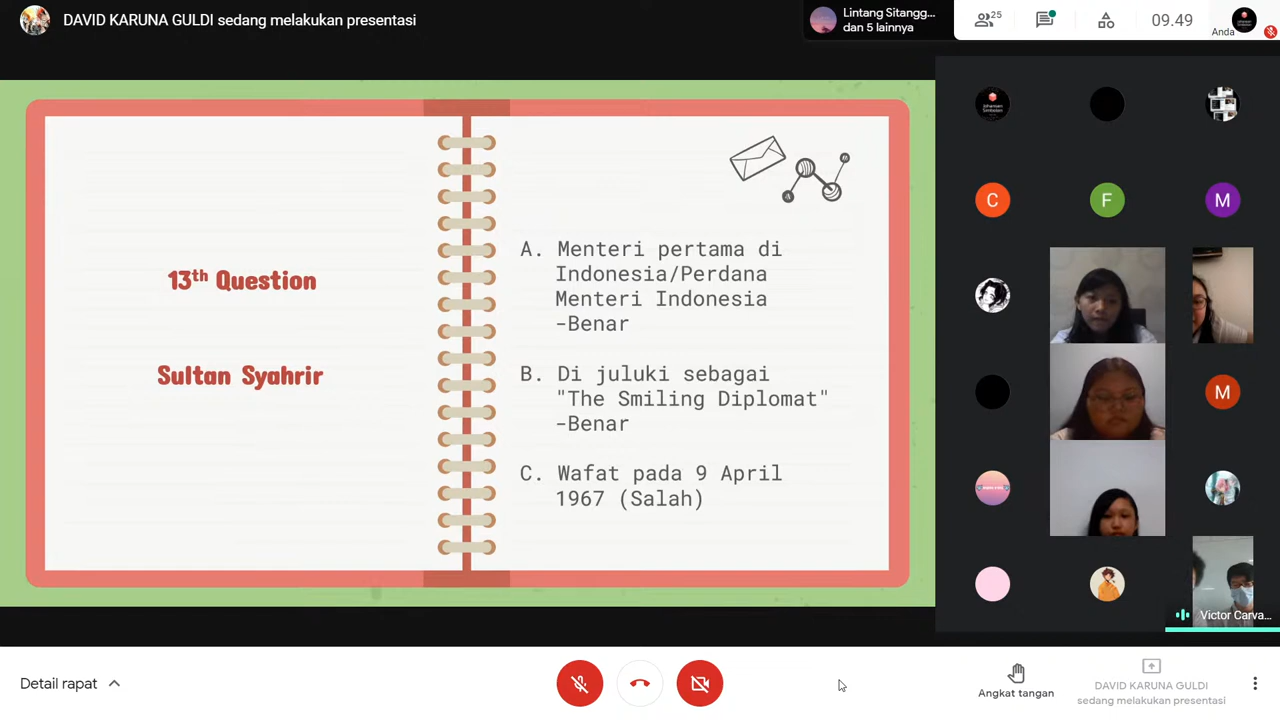 DAVID KARUNA GULDI sedang melakukan presentasi
Lintang Sitangg...
dan 5 lainnya
25
09.49
Anda
13th Question
Sultan Syahrir
A. Menteri pertama di
Indonesia/Perdana
Menteri Indonesia
-Benar
B. Di juluki sebagai
"The Smiling Diplomat"
-Benar
C. Wafat pada 9 April
1967 (Salah)
Johannes
Simbolon
C
F
M
M
Victor Carva...
Detail rapat
Angkat tangan
DAVID KARUNA GULDI
sedang melakukan presentasi